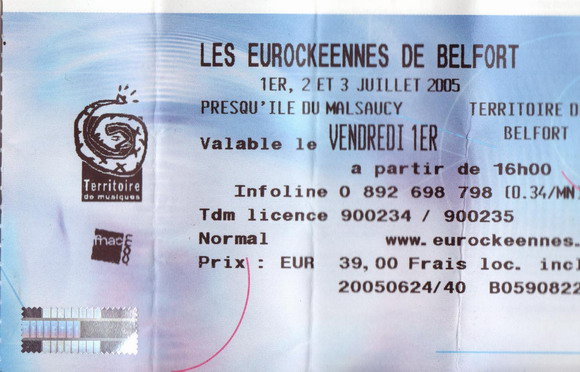 LES EUROCKEENNES DE BELFORT
1ER, 2 ET 3 JUILLET 2005
PRESQU'ILE DU MALSAUCY TERRITOIRE D
BELFORT
Valable le VENDREDI 1ER
a partir de 16h00
Infoline 0 892 698 798 (0.34/MN)
Tdm licence 900234 / 900235
Normal www.eurockeennes.
Prix : EUR 39,00 Frais loc. incl
20050624/40 B0590822
Territoire
de musiques
fnac